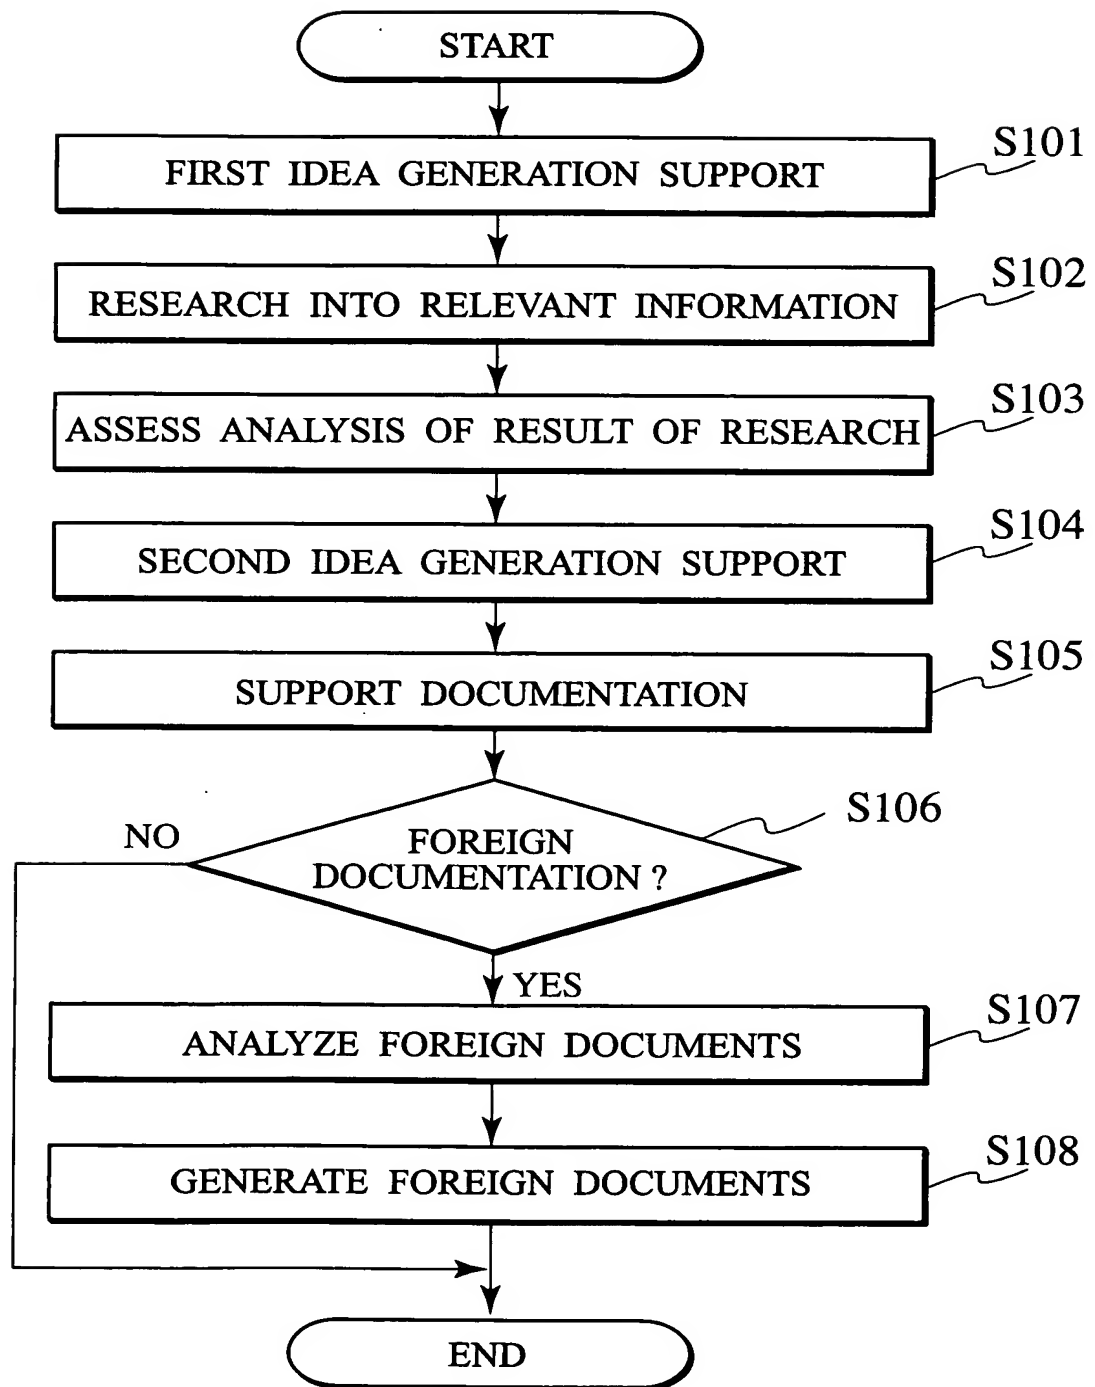 START
S101
FIRST IDEA GENERATION SUPPORT
S102
RESEARCH INTO RELEVANT INFORMATION
S103
ASSESS ANALYSIS OF RESULT OF RESEARCH
S104
SECOND IDEA GENERATION SUPPORT
S105
SUPPORT DOCUMENTATION
S106
NO
FOREIGN
DOCUMENTATION ?
YES
S107
ANALYZE FOREIGN DOCUMENTS
S108
GENERATE FOREIGN DOCUMENTS
END